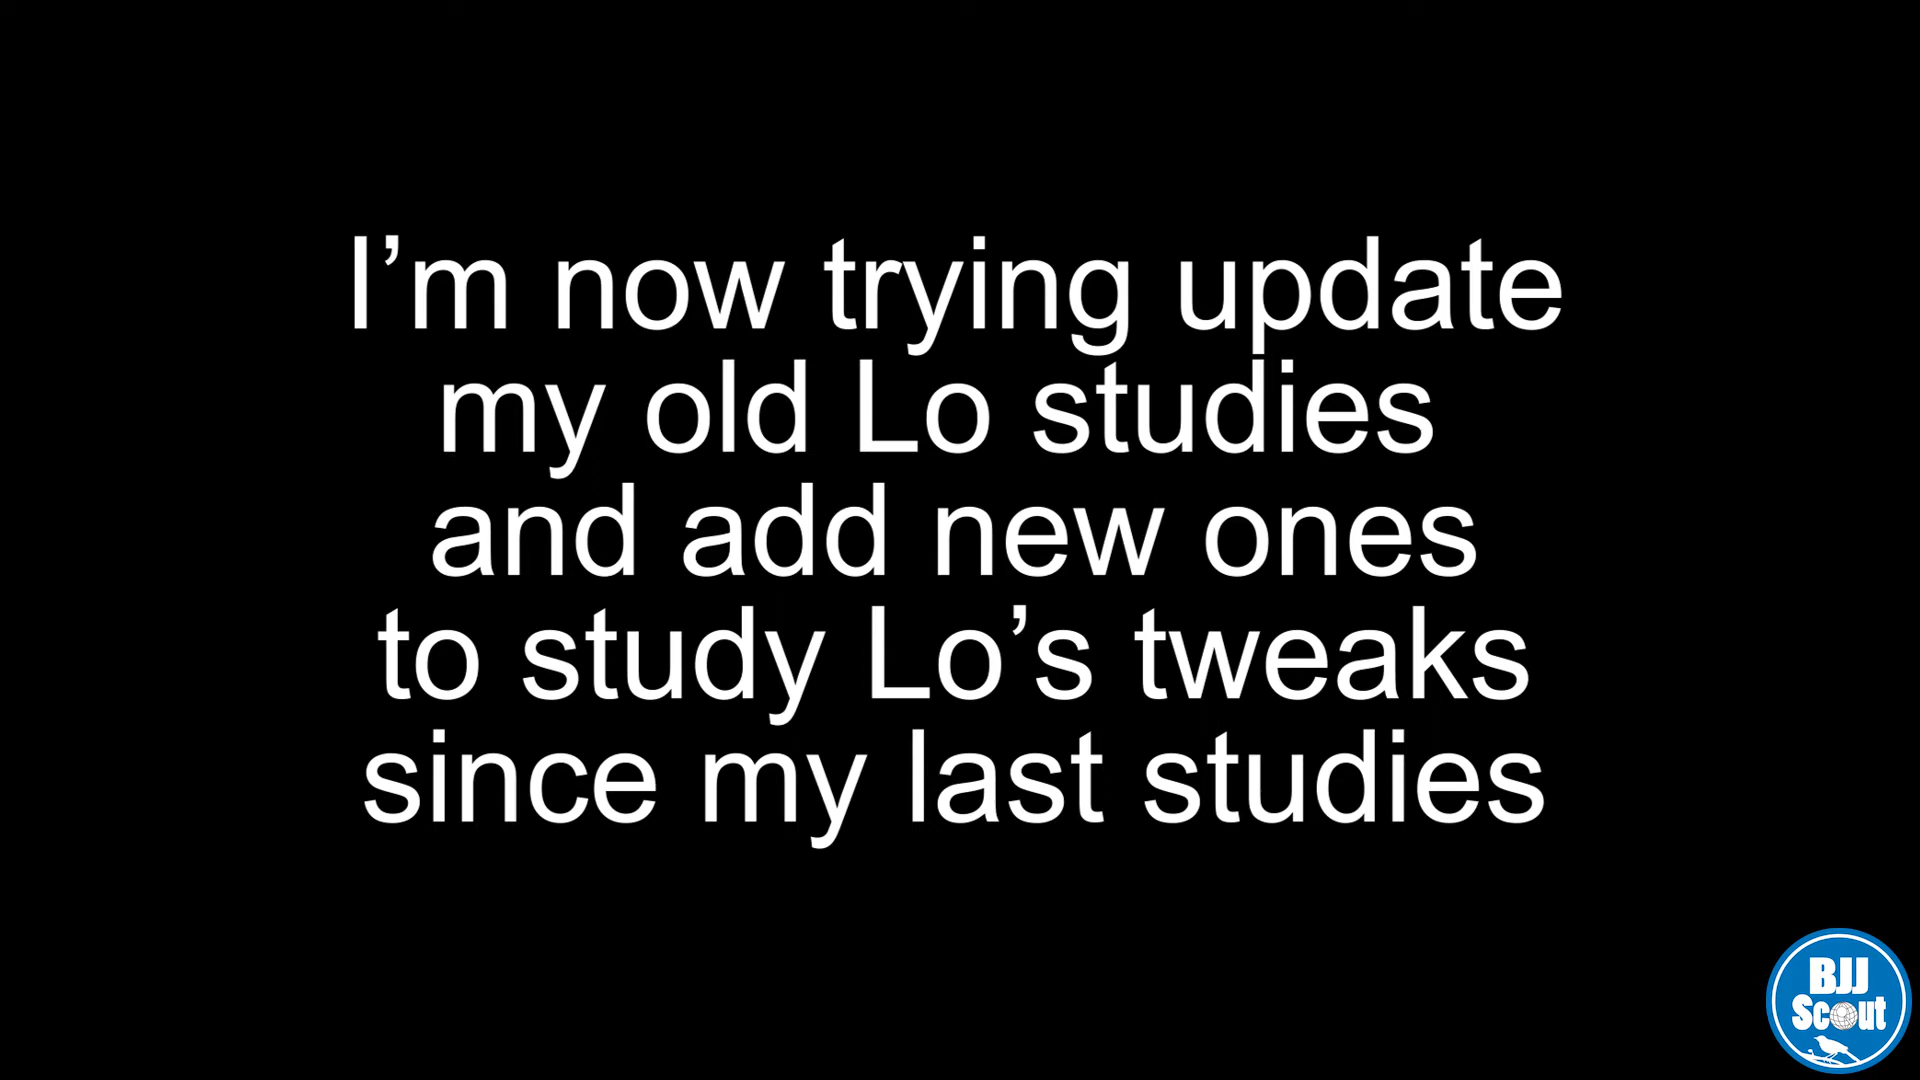 I’m now trying update
my old Lo studies
and add new ones
to study Lo’s tweaks
since my last studies
BJJ
Scout